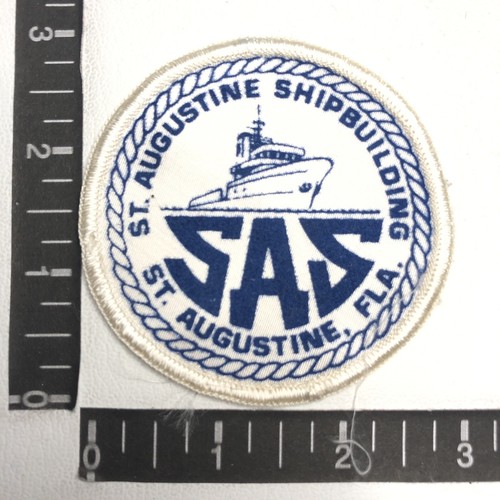 ST. AUGUSTINE SHIPBUILDING
SAS
ST. AUGUSTINE, FLA.
3
2
1
0
0
1
2
3